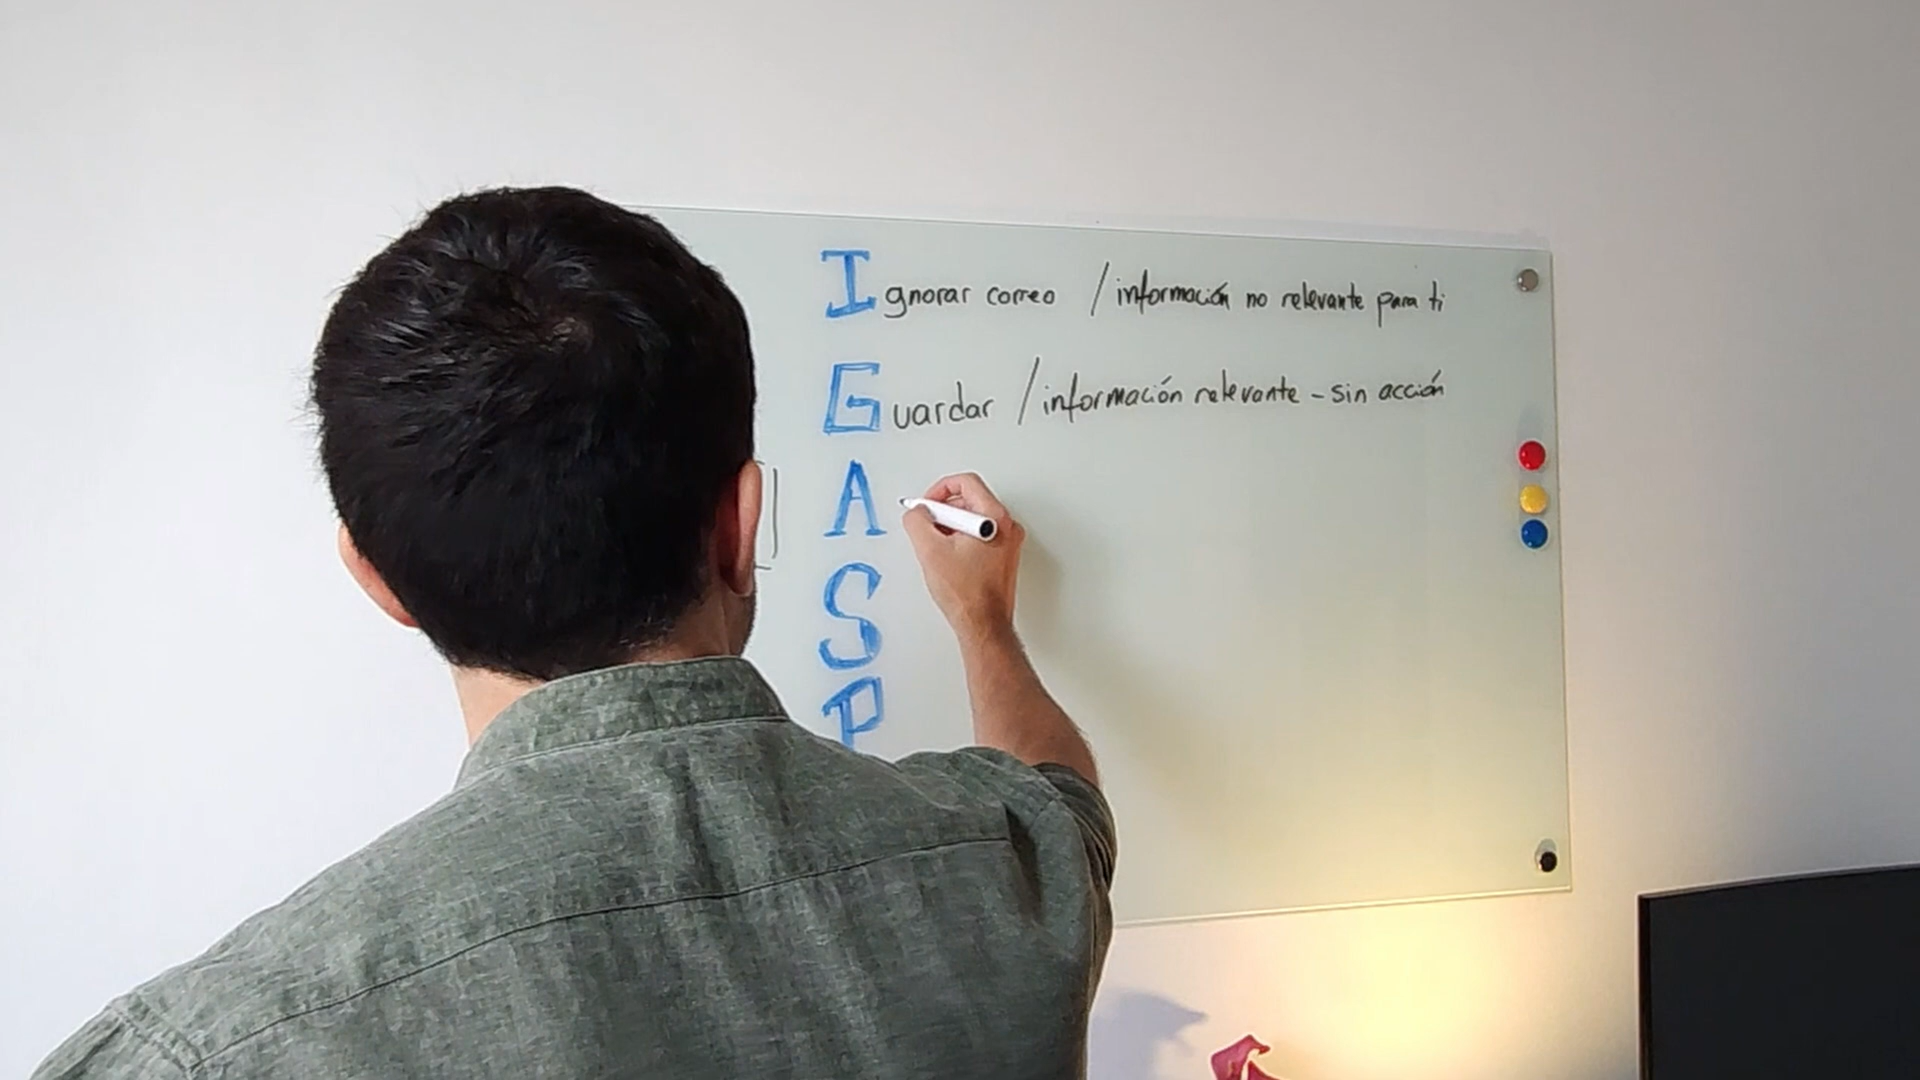 Ignorar correo / información no relevante para ti
Guardar / información relevante - sin acción
A
S
P